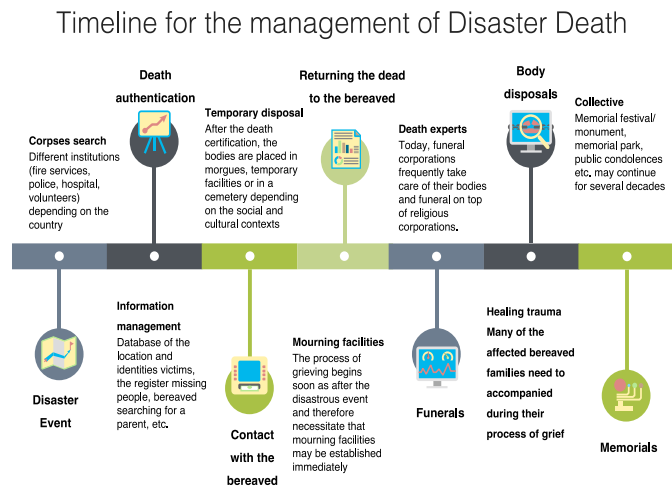 Timeline for the management of Disaster Death
Death
authentication
Returning the dead
to the bereaved
Body
disposals
Corpses search
Different institutions
(fire services,
police, hospital,
volunteers)
depending on the
country
Temporary disposal
After the death
certification, the
bodies are placed in
morgues, temporary
facilities or in a
cemetery depending
on the social and
cultural contexts
Death experts
Today, funeral
corporations
frequently take
care of their bodies
and funeral on top
of religious
corporations.
Collective
Memorial festival/
monument,
memorial park,
public condolences
etc. may continue
for several decades
Disaster
Event
Information
management
Database of the
location and
identities victims,
the register missing
people, bereaved
searching for a
parent, etc.
Contact
with the
bereaved
Mourning facilities
The process of
grieving begins
soon as after the
disastrous event
and therefore
necessitate that
mourning facilities
may be established
immediately
Funerals
Healing trauma
Many of the
affected bereaved
families need to
accompanied
during their
process of grief
Memorials